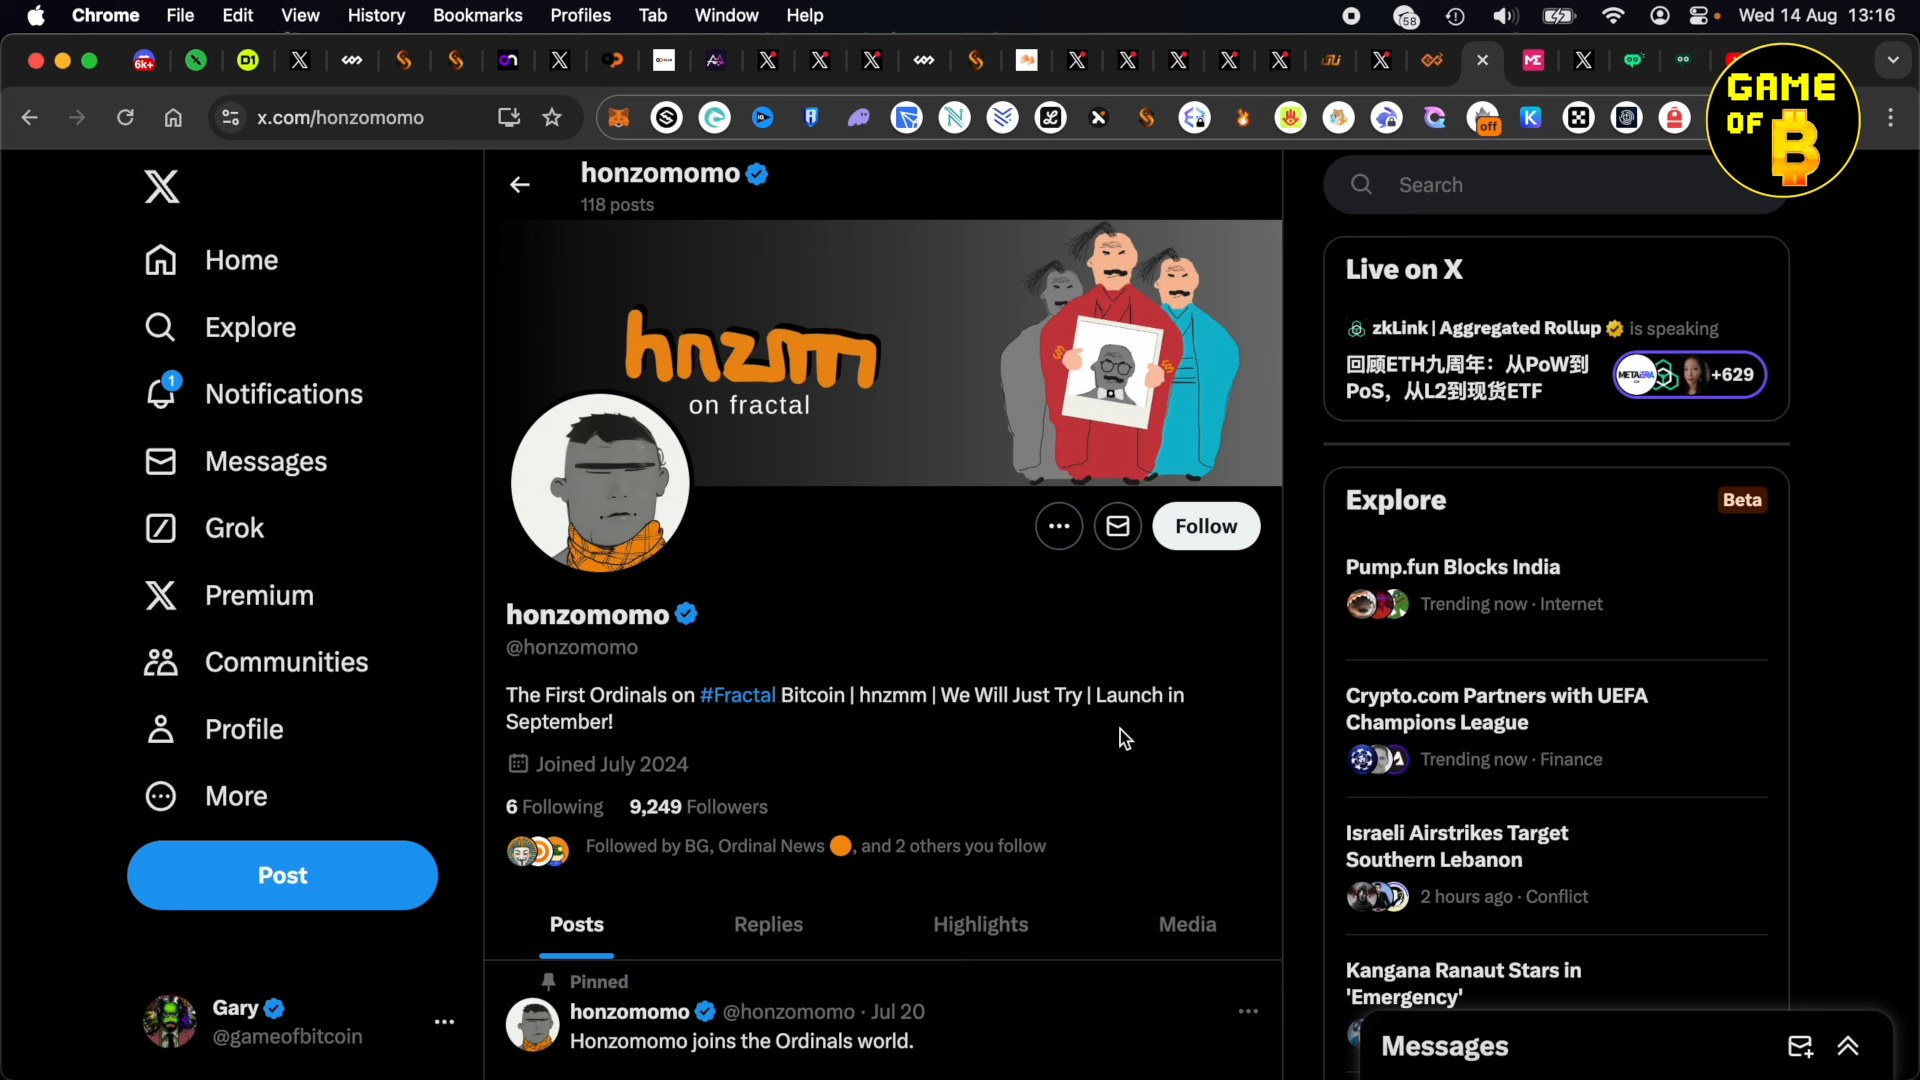 Chrome File Edit View History Bookmarks Profiles Tab Window Help
58
Wed 14 Aug 13:16
6k+
D1
x.com/honzomomo
off
GAME
OF B
honzomomo
118 posts
hnzmm
on fractal
Follow
honzomomo
@honzomomo
The First Ordinals on #Fractal Bitcoin | hnzmm | We Will Just Try | Launch in
September!
Joined July 2024
6 Following 9,249 Followers
Followed by BG, Ordinal News , and 2 others you follow
Posts Replies Highlights Media
Pinned
honzomomo @honzomomo · Jul 20
Honzomomo joins the Ordinals world.
Home
Explore
1
Notifications
Messages
Grok
Premium
Communities
Profile
More
Post
Gary
@gameofbitcoin
Search
Live on X
zkLink | Aggregated Rollup is speaking
回顾ETH九周年：从PoW到
PoS，从L2到现货ETF
METAERA
+629
Explore
Beta
Pump.fun Blocks India
Trending now · Internet
Crypto.com Partners with UEFA
Champions League
Trending now · Finance
Israeli Airstrikes Target
Southern Lebanon
2 hours ago · Conflict
Kangana Ranaut Stars in
'Emergency'
Messages